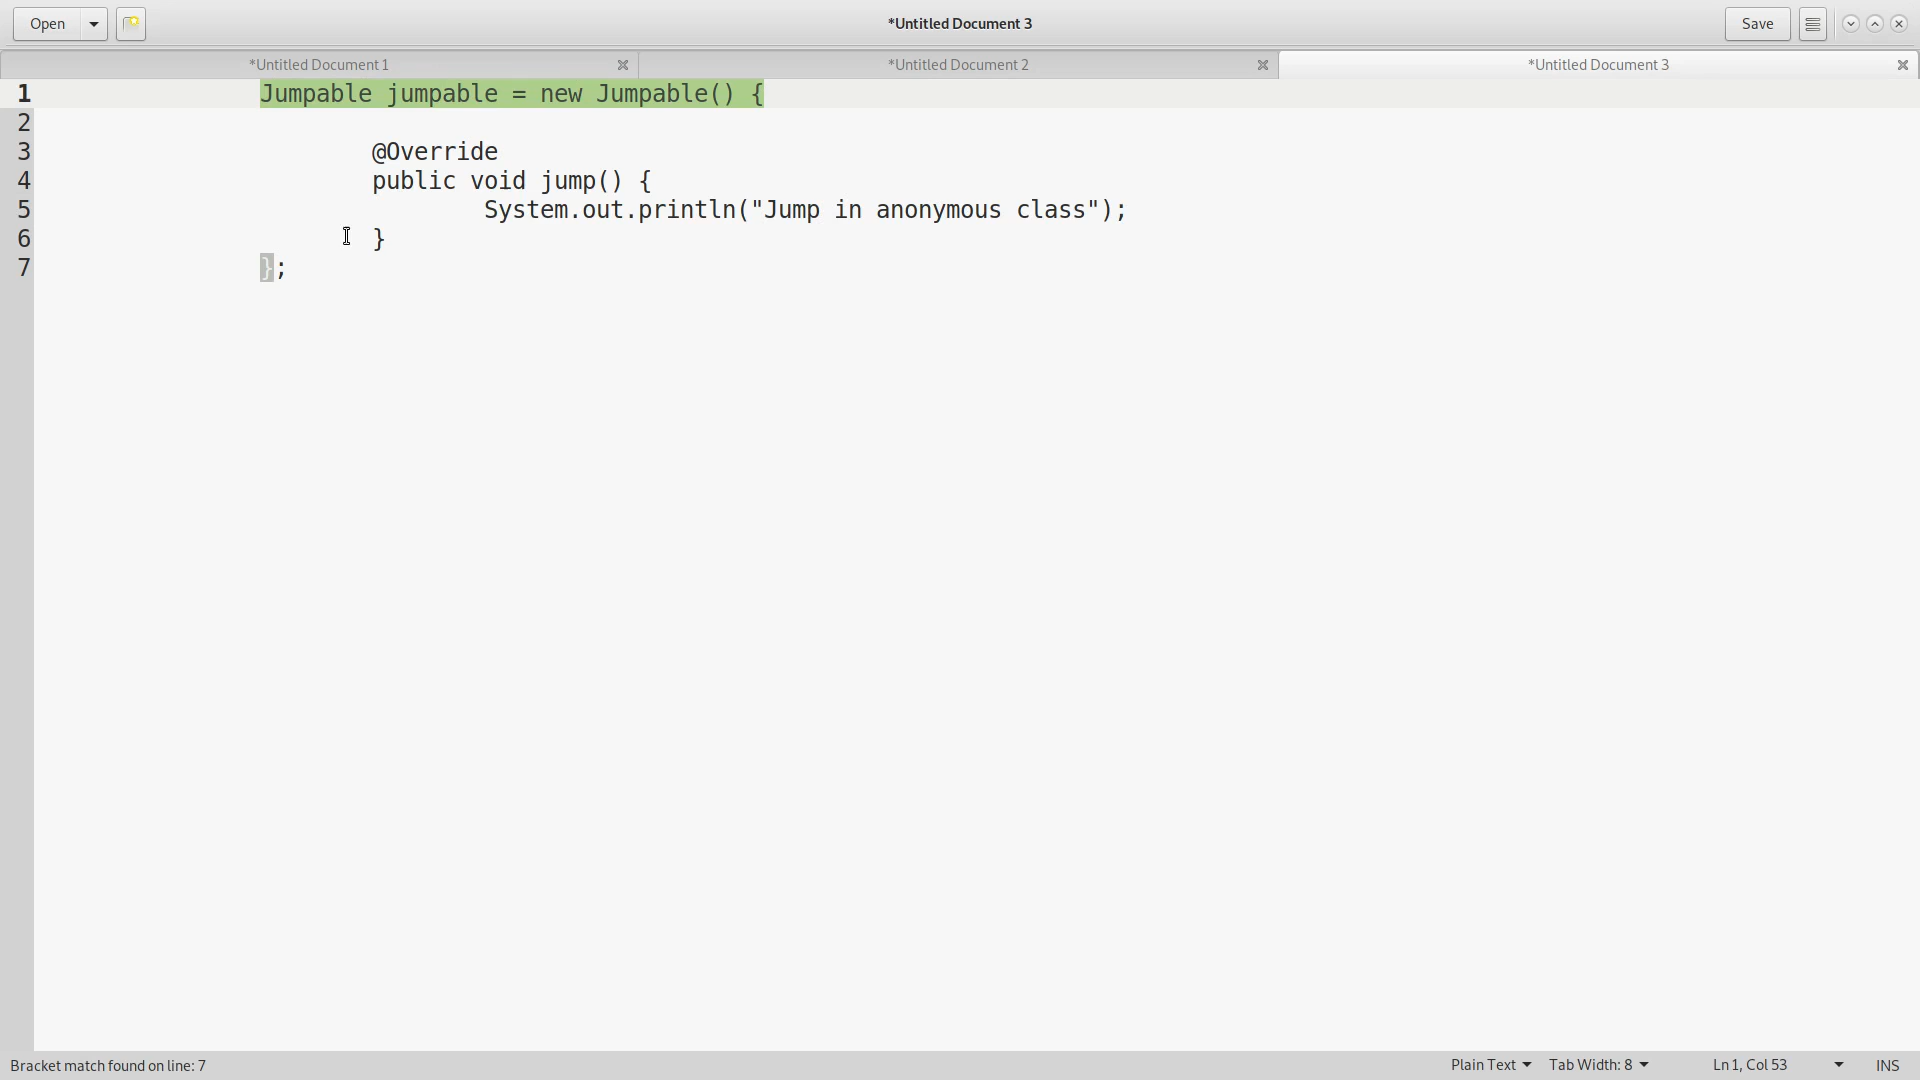 Open
*Untitled Document 3
Save
*Untitled Document 1
*Untitled Document 2
*Untitled Document 3
1 Jumpable jumpable = new Jumpable() {
2
3 @Override
4 public void jump() {
5 System.out.println("Jump in anonymous class");
6 }
7 };
Bracket match found on line: 7
Plain Text
Tab Width: 8
Ln 1, Col 53
INS